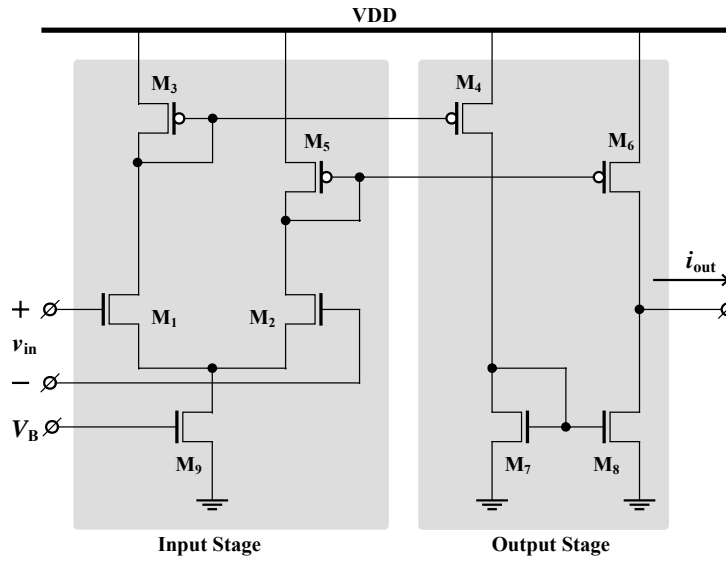 VDD
M3
M4
M5
M6
+
M1
M2
iout
vin
−
VB
M9
M7
M8
Input Stage
Output Stage